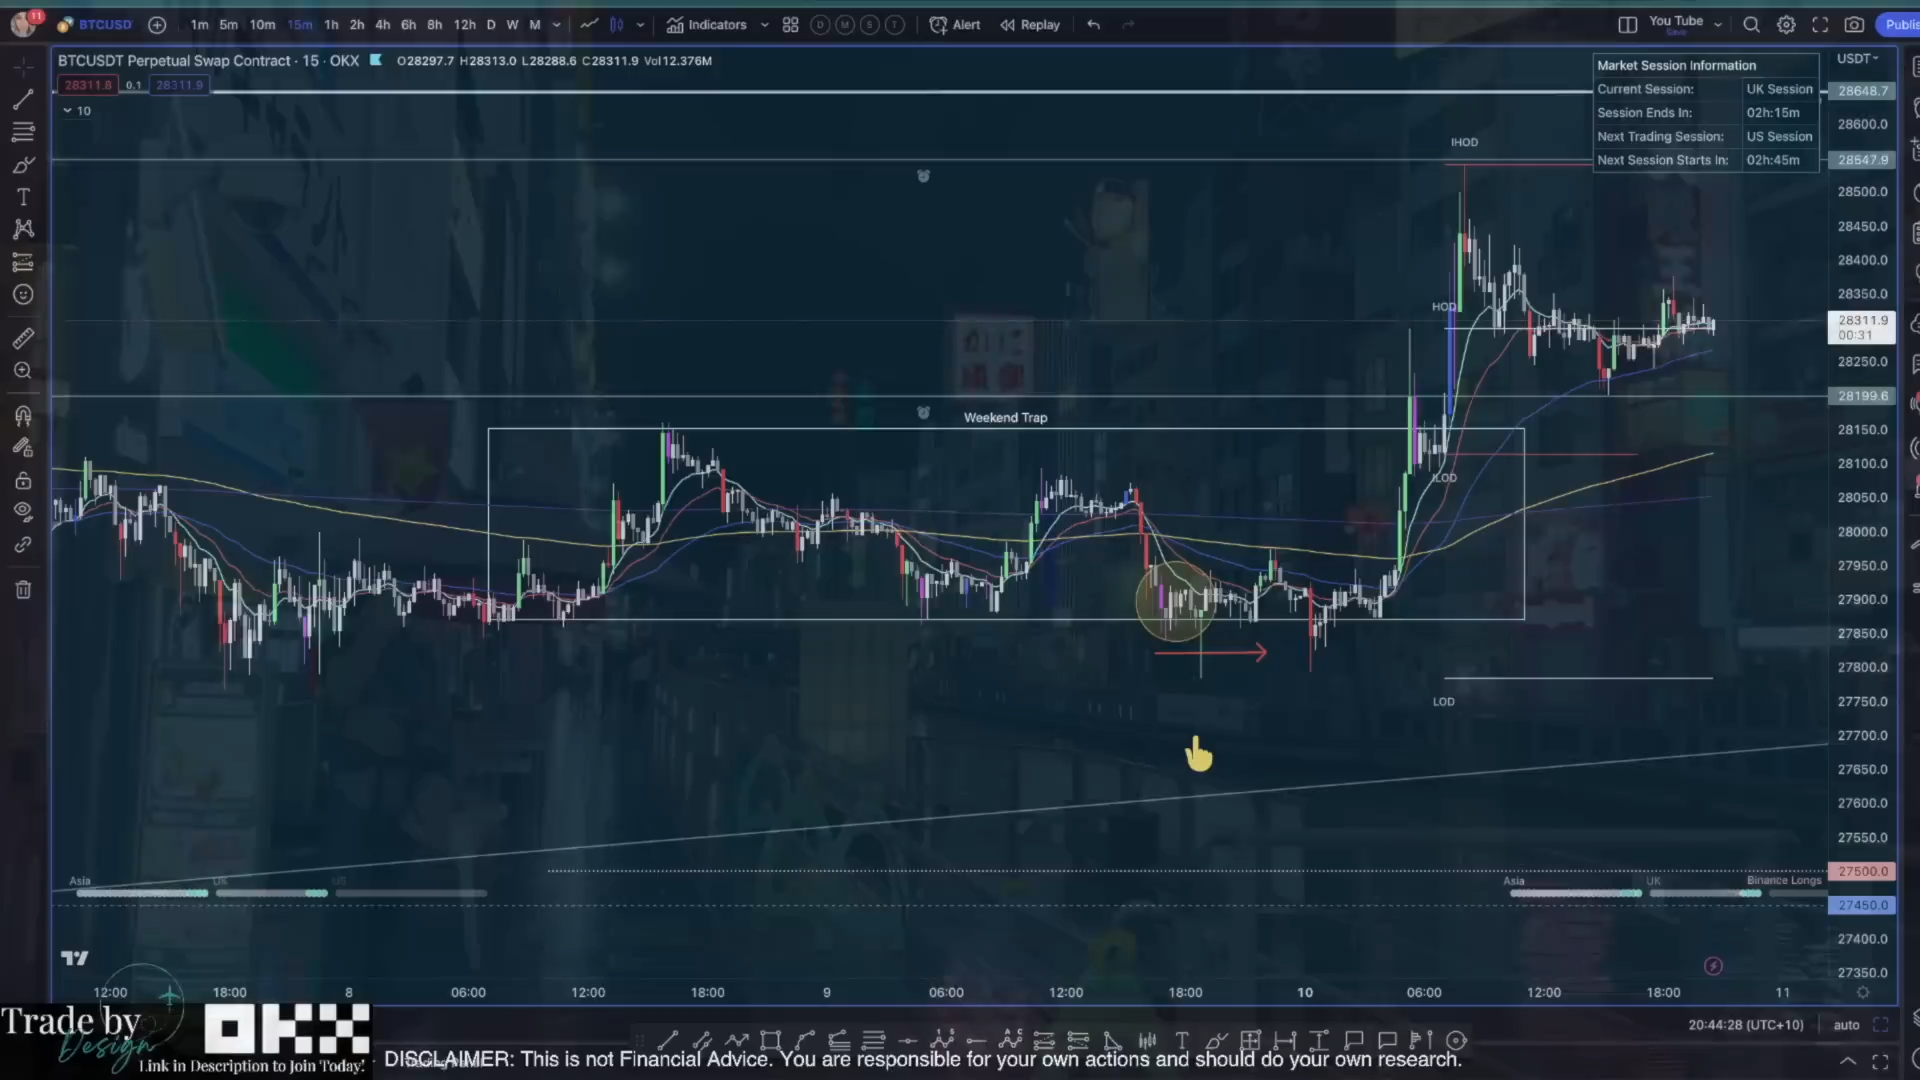 11
BTCUSD 1m 5m 10m 15m 1h 2h 4h 6h 8h 12h D W M Indicators D M S T Alert Replay You Tube Save Publis
BTCUSDT Perpetual Swap Contract · 15 · OKX O28297.7 H28313.0 L28288.6 C28311.9 Vol12.376M
28311.8 0.1 28311.9
10
Market Session Information
Current Session: UK Session
Session Ends In: 02h:15m
Next Trading Session: US Session
Next Session Starts In: 02h:45m
USDT
28648.7
28600.0
28547.9
28500.0
28450.0
28400.0
28350.0
28311.9
00:31
28250.0
28199.6
28150.0
28100.0
28050.0
28000.0
27950.0
27900.0
27850.0
27800.0
27750.0
27700.0
27650.0
27600.0
27550.0
27500.0
27450.0
27400.0
27350.0
IHOD
HOD
Weekend Trap
ILOD
LOD
Asia UK US
Asia UK Binance Longs
12:00 18:00 8 06:00 12:00 18:00 9 06:00 12:00 18:00 10 06:00 12:00 18:00 11
20:44:28 (UTC+10) auto
Trade by
Design
OKX
Link in Description to Join Today!
DISCLAIMER: This is not Financial Advice. You are responsible for your own actions and should do your own research.